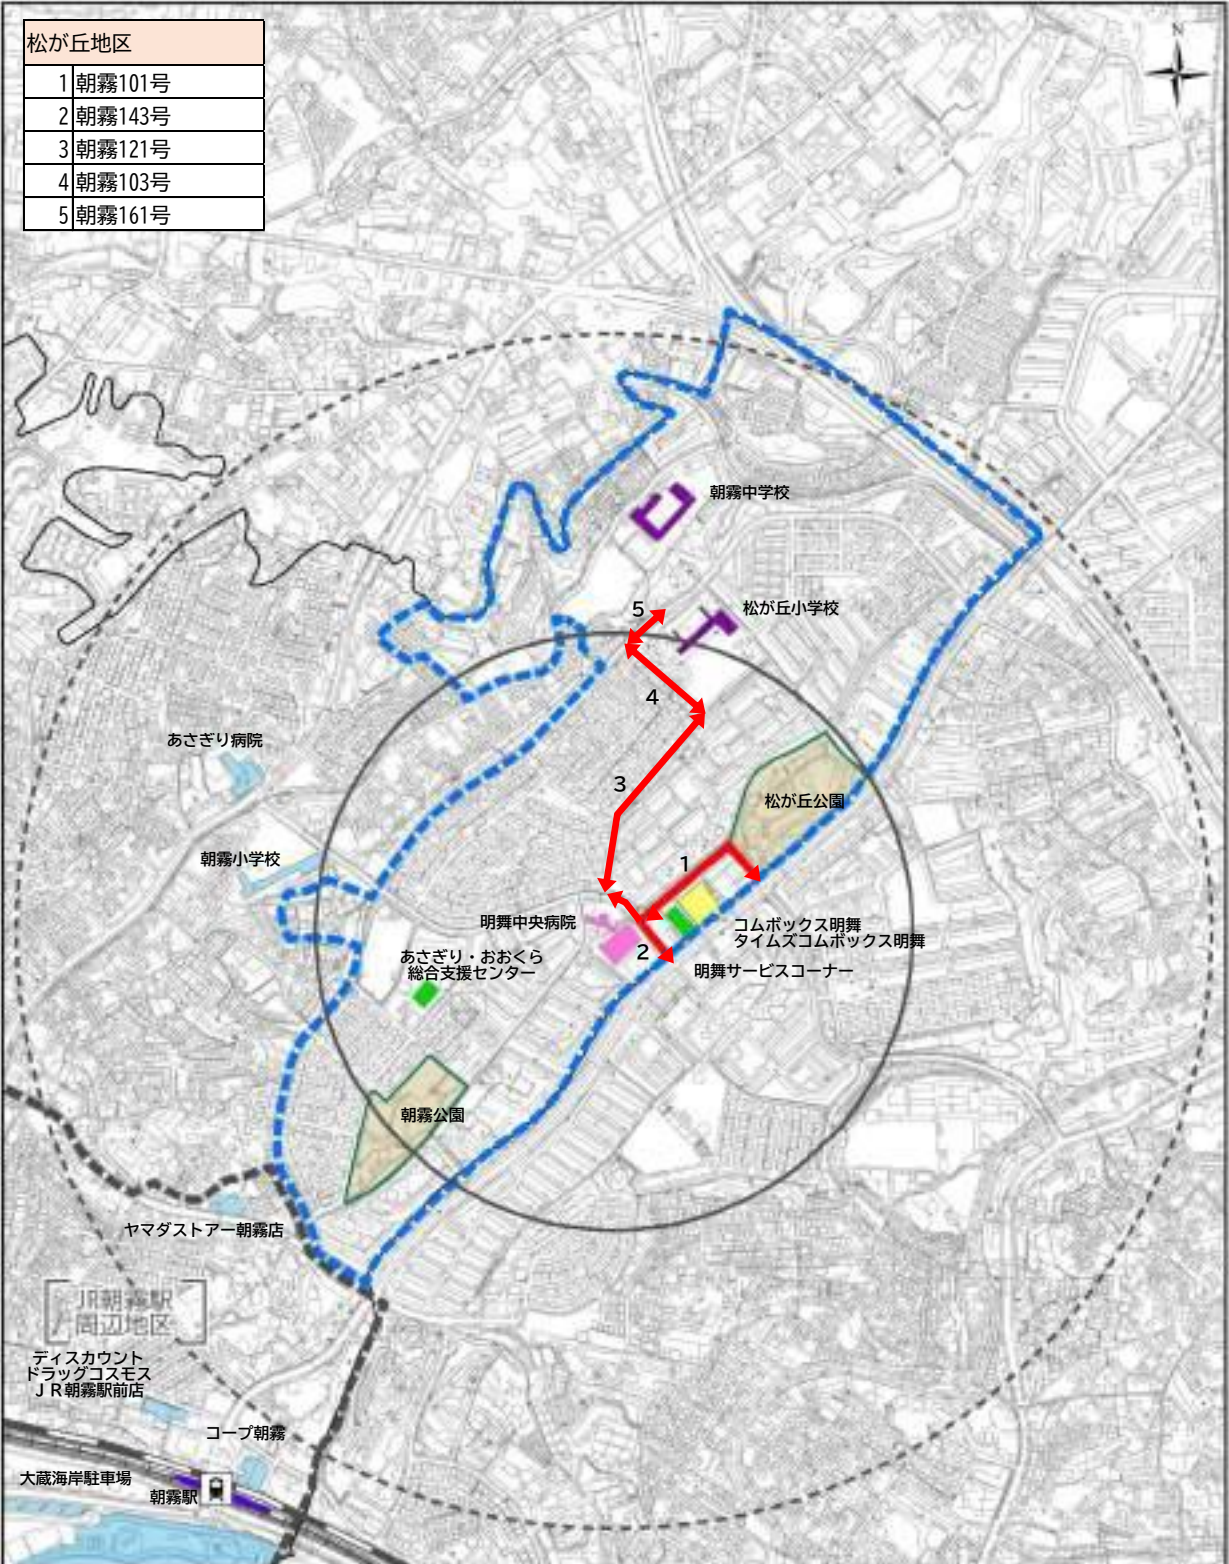 松が丘地区
1 朝霧101号
2 朝霧143号
3 朝霧121号
4 朝霧103号
5 朝霧161号
N
朝霧中学校
5
松が丘小学校
4
あさぎり病院
3
松が丘公園
朝霧小学校
1
明舞中央病院
コムボックス明舞
タイムズコムボックス明舞
2
あさぎり・おおくら
総合支援センター
明舞サービスコーナー
朝霧公園
ヤマダストアー朝霧店
JR朝霧駅
周辺地区
ディスカウント
ドラッグコスモス
ＪＲ朝霧駅前店
コープ朝霧
大蔵海岸駐車場
朝霧駅